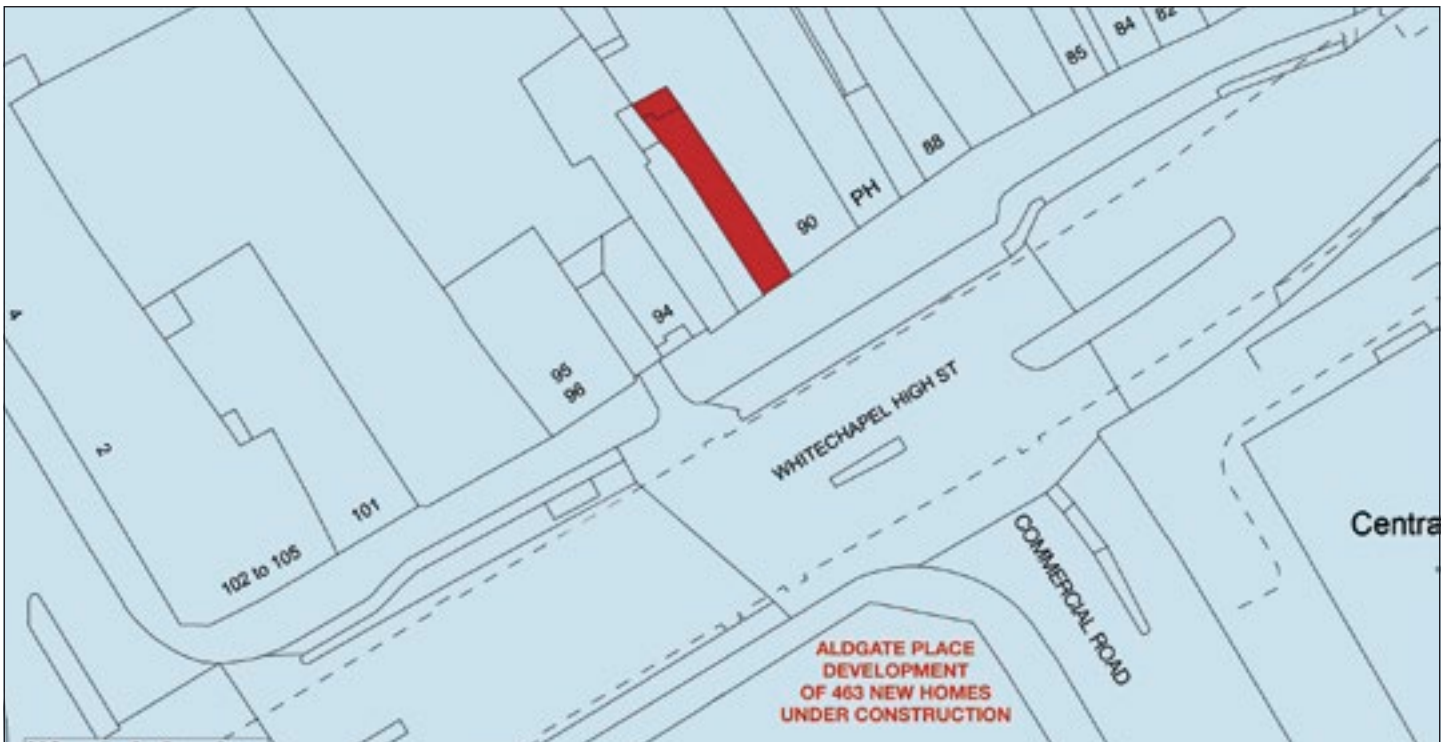 82
84
85
88
PH
90
94
95
96
101
102 to 105
4
2
WHITECHAPEL HIGH ST
COMMERCIAL ROAD
Centra
ALDGATE PLACE
DEVELOPMENT
OF 463 NEW HOMES
UNDER CONSTRUCTION